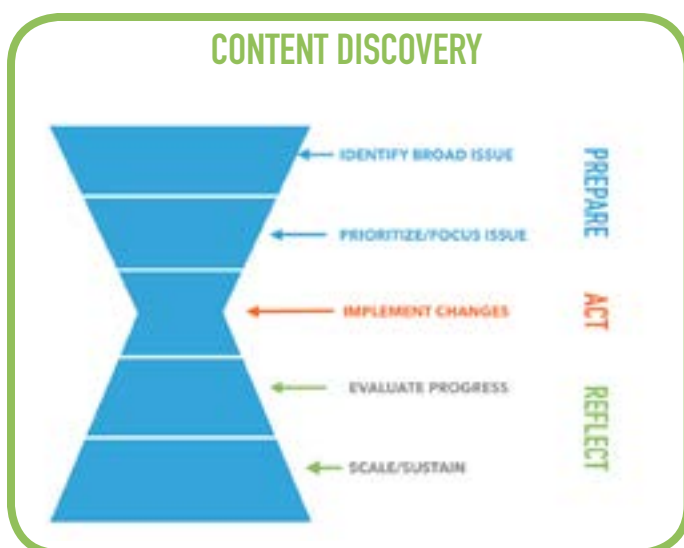 CONTENT DISCOVERY
IDENTIFY BROAD ISSUE
PRIORITIZE/FOCUS ISSUE
PREPARE
IMPLEMENT CHANGES
ACT
EVALUATE PROGRESS
SCALE/SUSTAIN
REFLECT